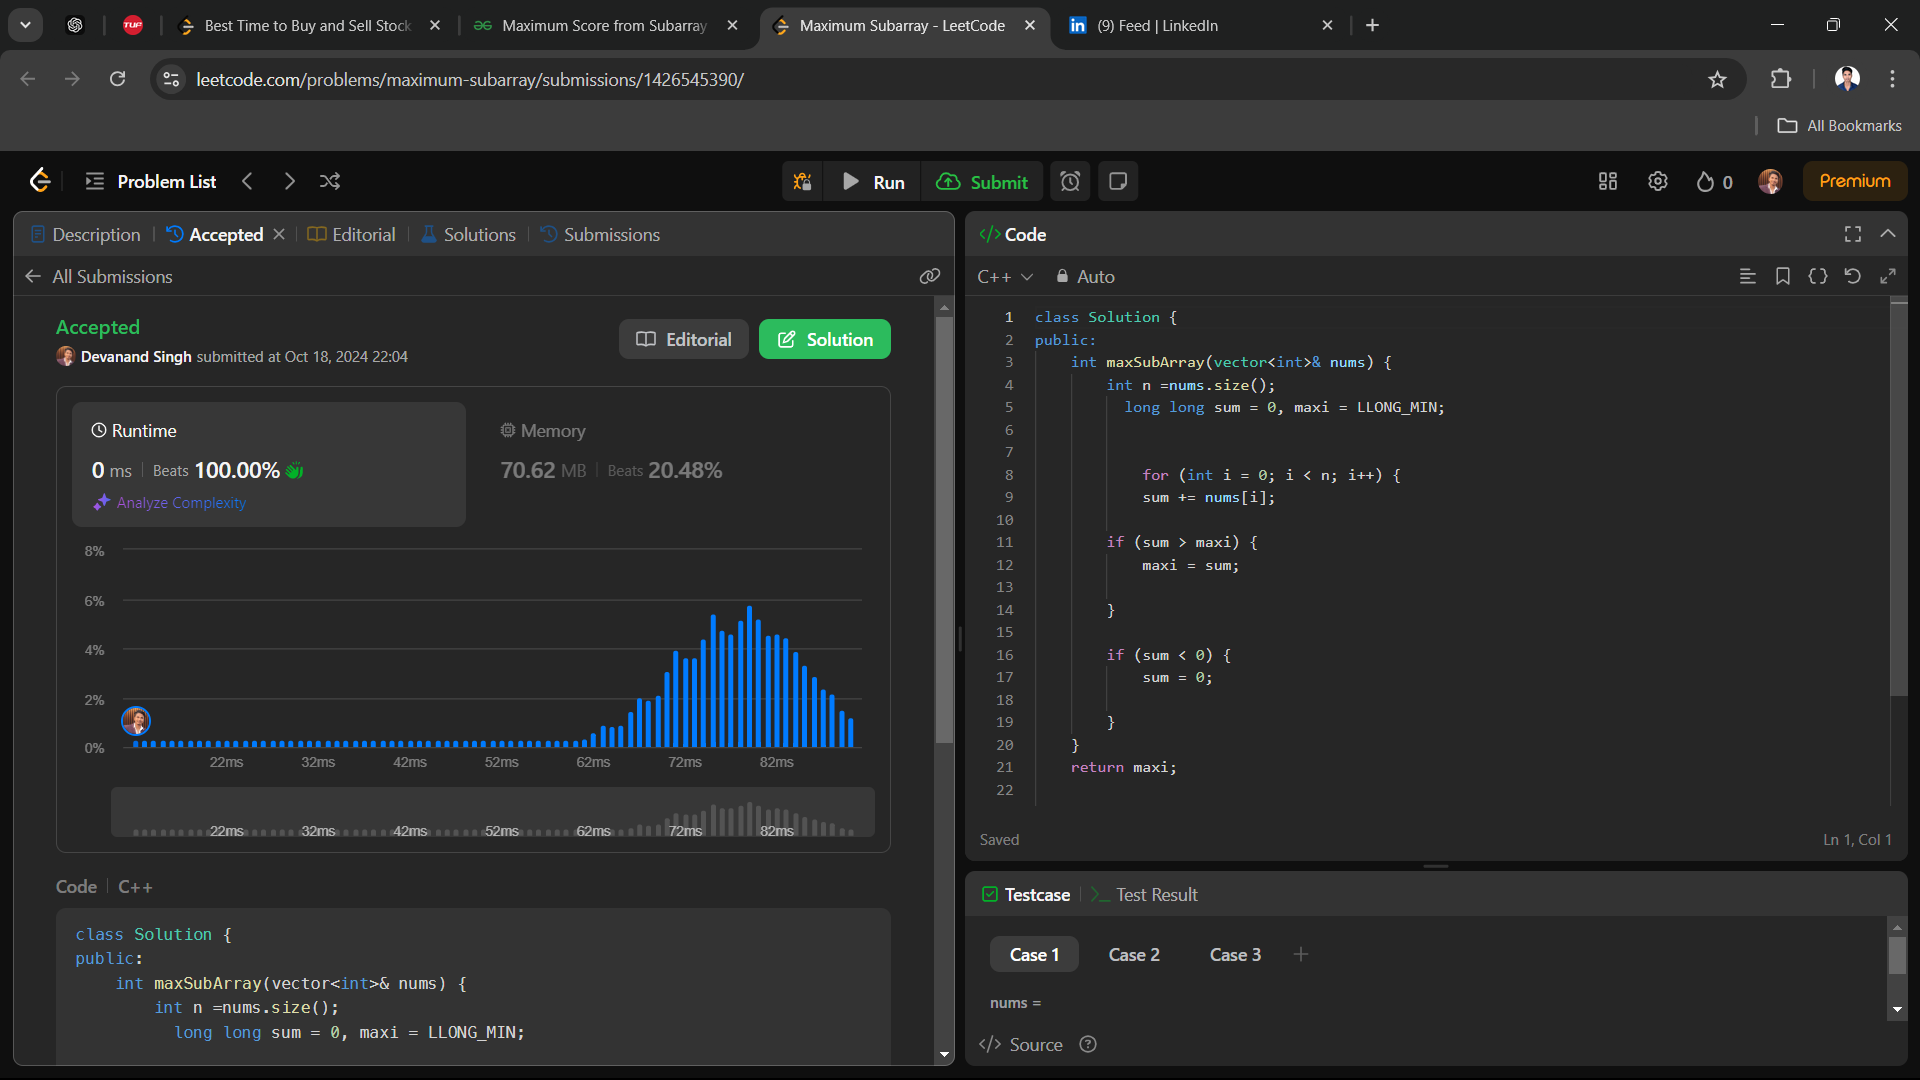 Best Time to Buy and Sell Stock
Maximum Score from Subarray
Maximum Subarray - LeetCode
(9) Feed | LinkedIn
leetcode.com/problems/maximum-subarray/submissions/1426545390/
All Bookmarks
Problem List
Run
Submit
0
Premium
Description
Accepted
Editorial
Solutions
Submissions
All Submissions
Accepted
Devanand Singh submitted at Oct 18, 2024 22:04
Editorial
Solution
Runtime
0 ms
Beats 100.00%
Analyze Complexity
Memory
70.62 MB
Beats 20.48%
8%
6%
4%
2%
0%
22ms
32ms
42ms
52ms
62ms
72ms
82ms
22ms
32ms
42ms
52ms
62ms
72ms
82ms
Code
C++
class Solution {
public:
int maxSubArray(vector<int>& nums) {
int n =nums.size();
long long sum = 0, maxi = LLONG_MIN;
</> Code
C++
Auto
1 class Solution {
2 public:
3 int maxSubArray(vector<int>& nums) {
4 int n =nums.size();
5 long long sum = 0, maxi = LLONG_MIN;
6
7
8 for (int i = 0; i < n; i++) {
9 sum += nums[i];
10
11 if (sum > maxi) {
12 maxi = sum;
13
14 }
15
16 if (sum < 0) {
17 sum = 0;
18
19 }
20 }
21 return maxi;
22
Saved
Ln 1, Col 1
Testcase
Test Result
Case 1
Case 2
Case 3
nums =
</> Source